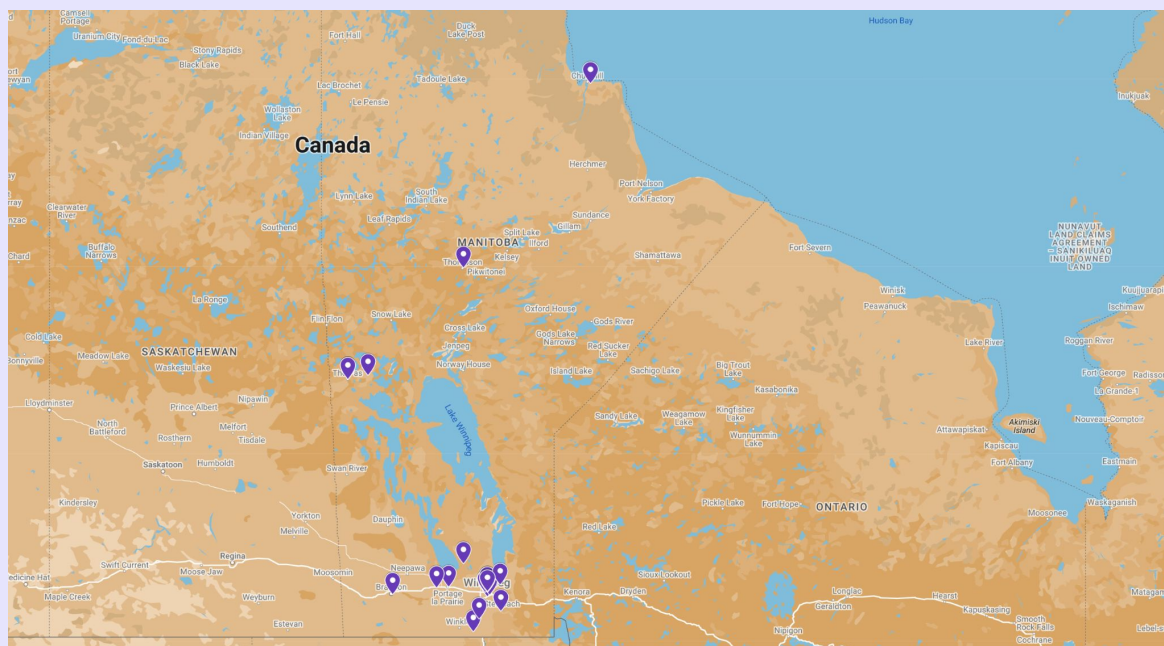 Camsell
Portage
Uranium City
Fond-du-Lac
Fort Hall
Duck
Lake Post
Hudson Bay
Stony Rapids
Black Lake
Tadoule Lake
Lac Brochet
Le Pensie
Inukjuak
Wollaston
Lake
Indian Village
Canada
Herchmer
Port Nelson
York Factory
Lynn Lake
South
Indian Lake
Clearwater
River
Leaf Rapids
Sundance
Southend
Split Lake
Gillam
Ilford
MANITOBA
Kelsey
Pikwitonei
Shamattawa
Fort Severn
NUNAVUT
LAND CLAIMS
AGREEMENT
- SANIKILUAQ
INUIT OWNED
LAND
Buffalo
Narrows
Chard
La Ronge
Flin Flon
Snow Lake
Cross Lake
Oxford House
Gods River
Gods Lake
Narrows
Winisk
Peawanuck
Kuujjuarapi
Ischimaw
Cold Lake
Bonnyville
Meadow Lake
SASKATCHEWAN
Waskesiu Lake
Jenpeg
Norway House
Red Sucker
Lake
Island Lake
Sachigo Lake
Big Trout
Lake
Kasabonika
Lake River
Roggan River
Fort George
Radisson
La Grande-1
Lloydminster
Prince Albert
Nipawin
North
Battleford
Melfort
Rosthern
Tisdale
Lake Winnipeg
Sandy Lake
Weagamow
Lake
Kingfisher
Lake
Wunnummin
Lake
Attawapiskat
Akimiski
Island
Kapiscau
Nouveau-Comptoir
Saskatoon
Humboldt
Swan River
Fort Albany
Eastmain
Kindersley
Yorkton
Melville
Dauphin
Pickle Lake
Fort Hope
ONTARIO
Moosonee
Waskaganish
Red Lake
Regina
Swift Current
Moose Jaw
Moosomin
Neepawa
Medicine Hat
Maple Creek
Weyburn
Portage
la Prairie
Kenora
Sioux Lookout
Dryden
Longlac
Geraldton
Hearst
Kapuskasing
Estevan
Nipigon
Smooth
Rock Falls
Cochrane